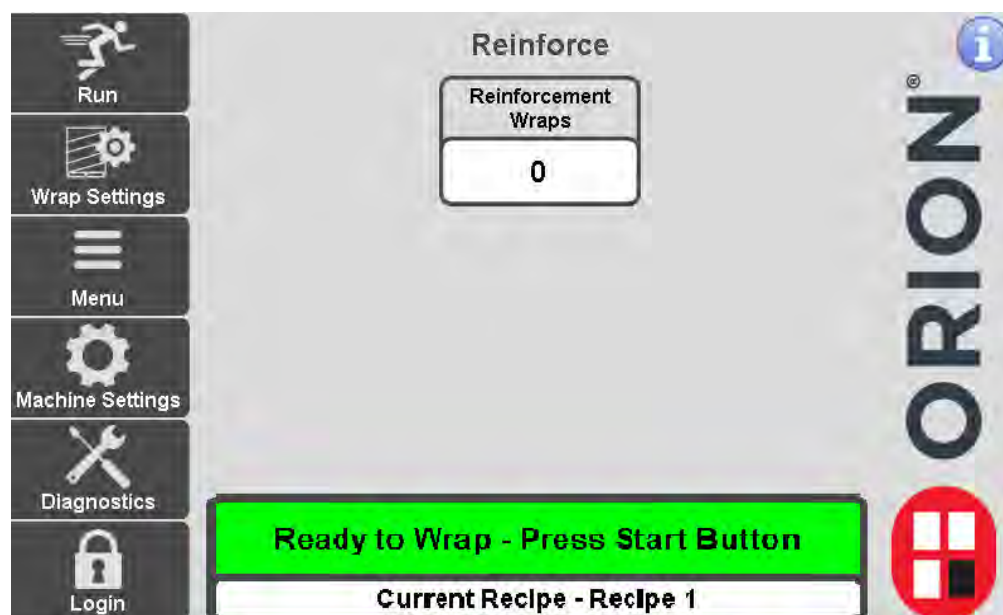 Run
Wrap Settings
Menu
Machine Settings
Diagnostics
Login
Reinforce
Reinforcement
Wraps
0
Ready to Wrap - Press Start Button
Current Recipe - Recipe 1
i
ORION®